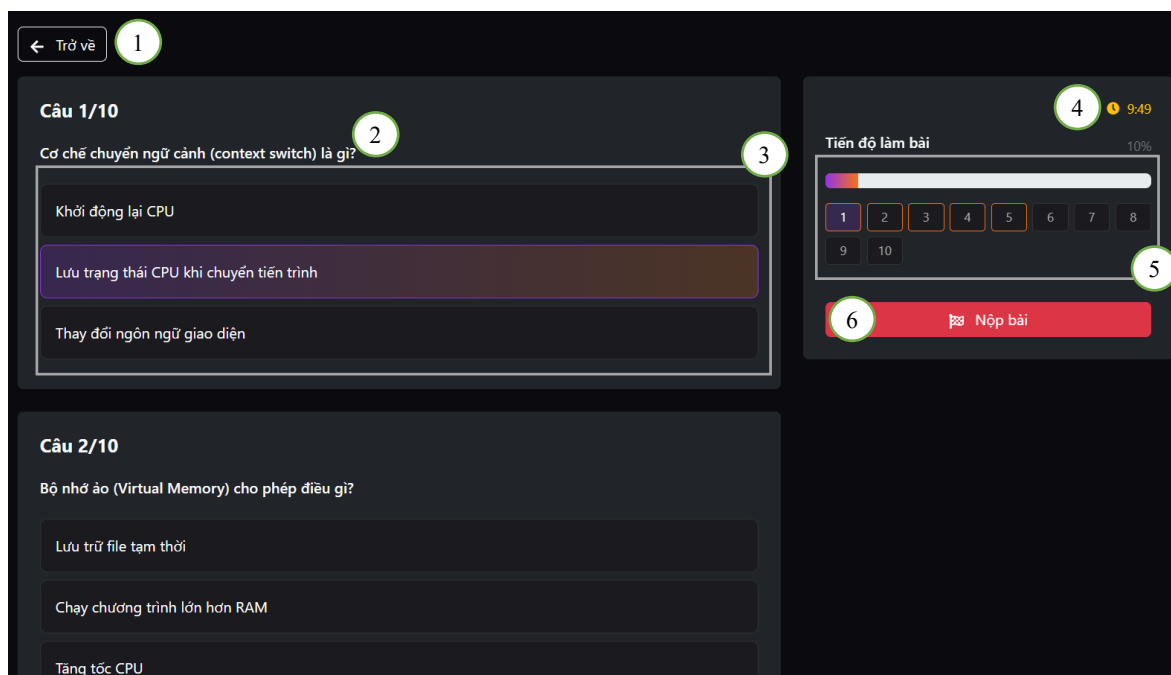 Trở về
1
Câu 1/10
2
Cơ chế chuyển ngữ cảnh (context switch) là gì?
3
Khởi động lại CPU
Lưu trạng thái CPU khi chuyển tiến trình
Thay đổi ngôn ngữ giao diện
4
9:49
Tiến độ làm bài
10%
1 2 3 4 5 6 7 8
9 10
5
6
Nộp bài
Câu 2/10
Bộ nhớ ảo (Virtual Memory) cho phép điều gì?
Lưu trữ file tạm thời
Chạy chương trình lớn hơn RAM
Tăng tốc CPU